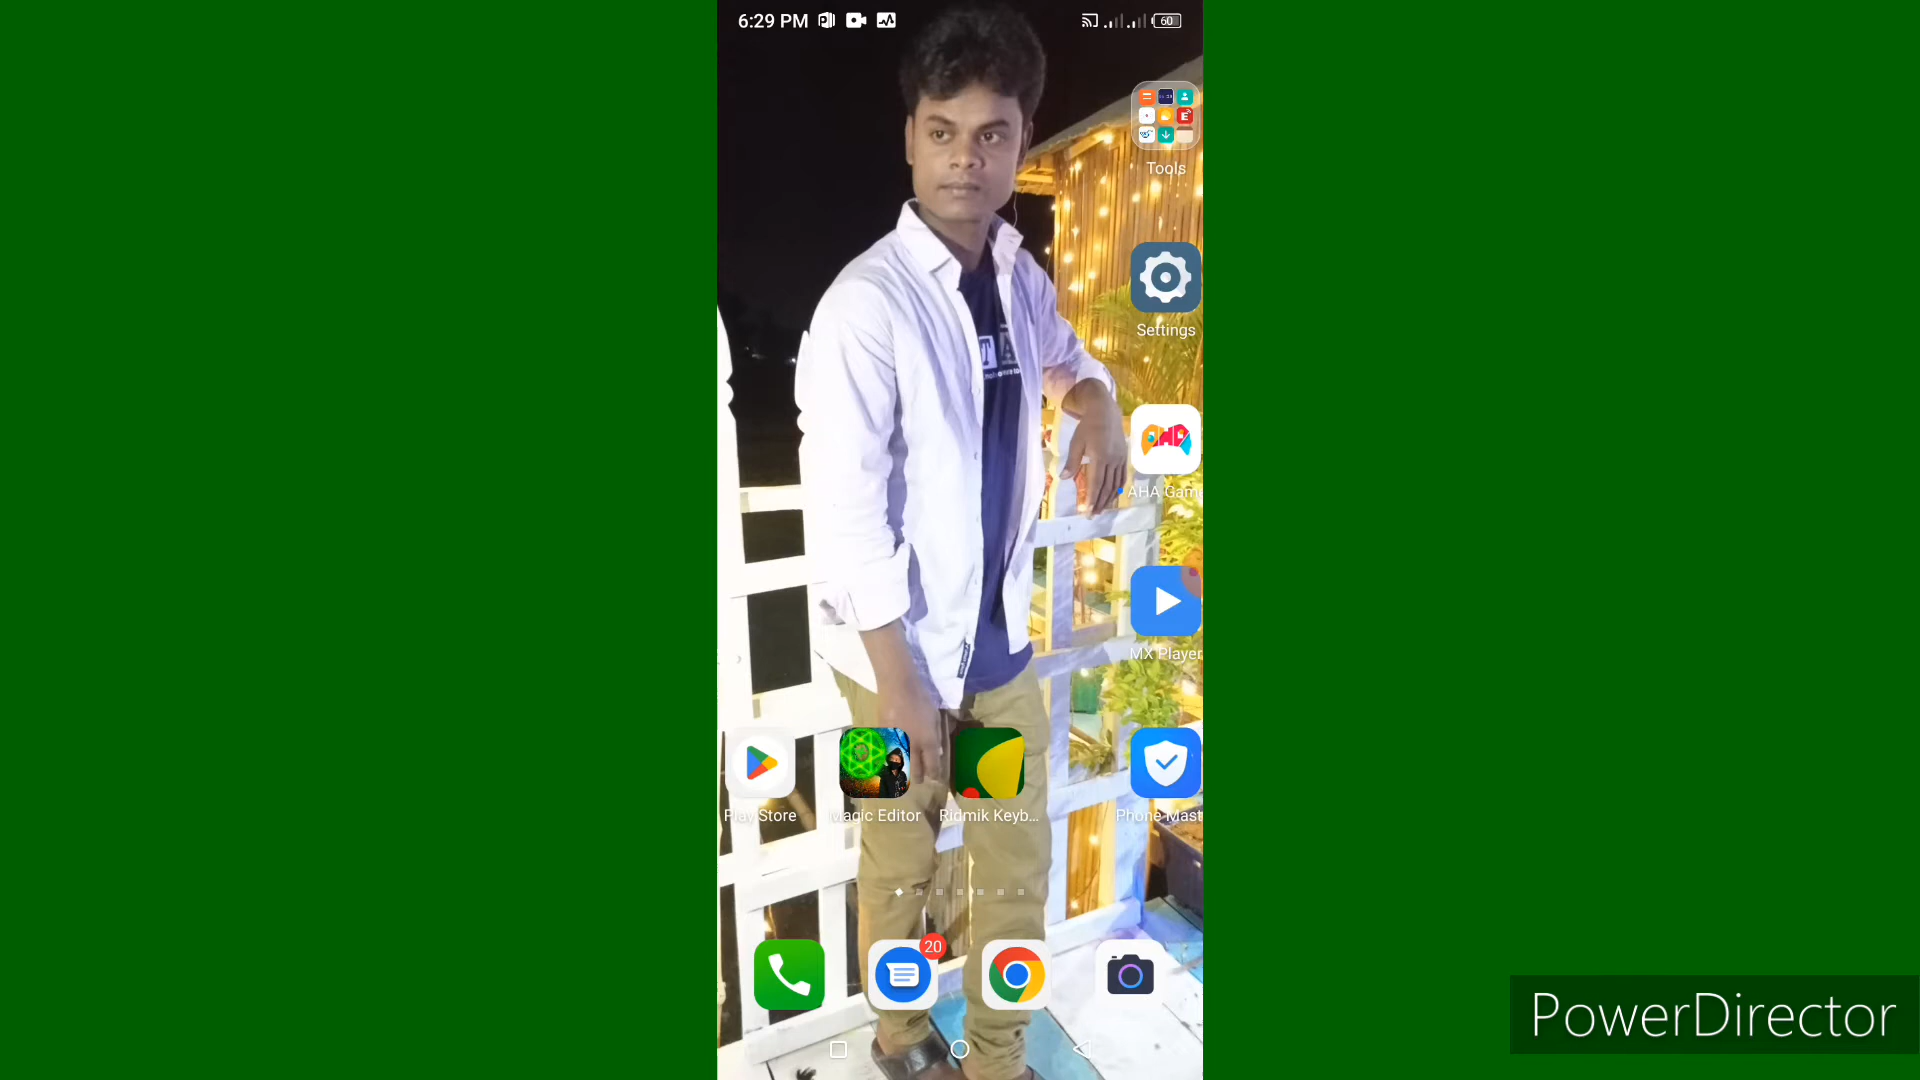 6:29 PM
60
Tools
Settings
AHA Gam
MX Player
Play Store
Magic Editor
Ridmik Keyb...
Phone Mast
20
PowerDirector